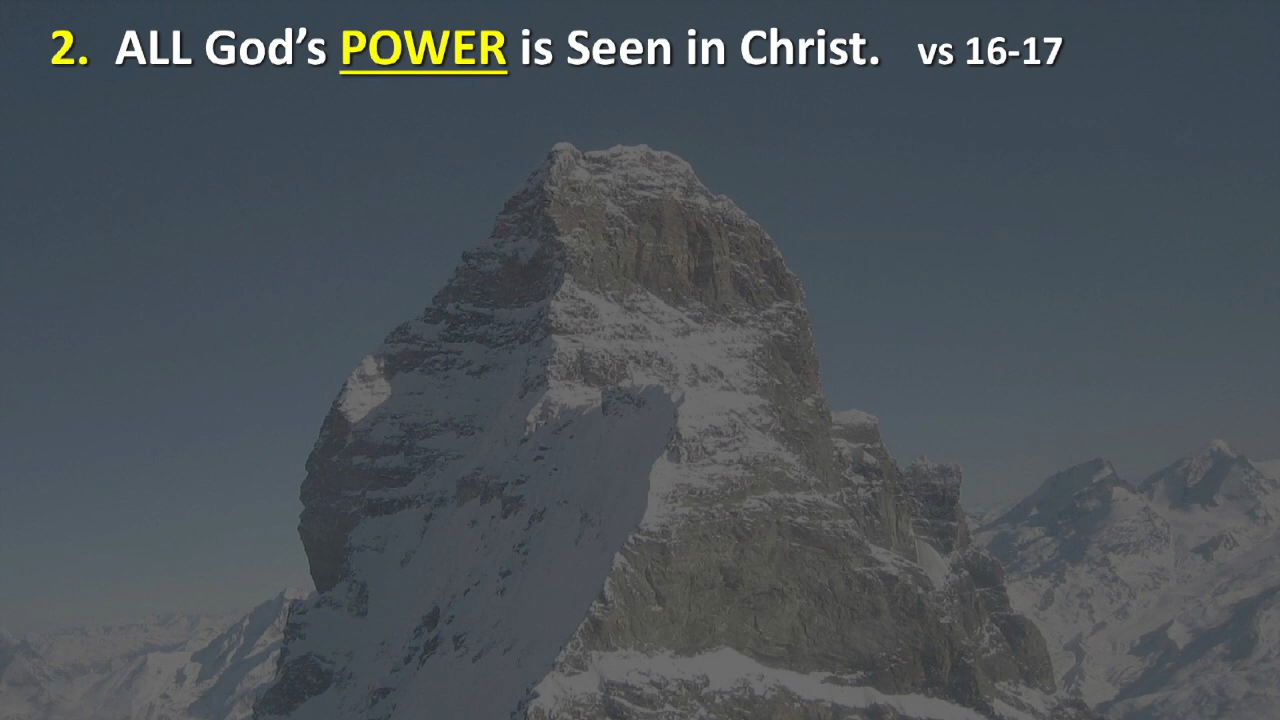 2. ALL God’s POWER is Seen in Christ. vs 16-17